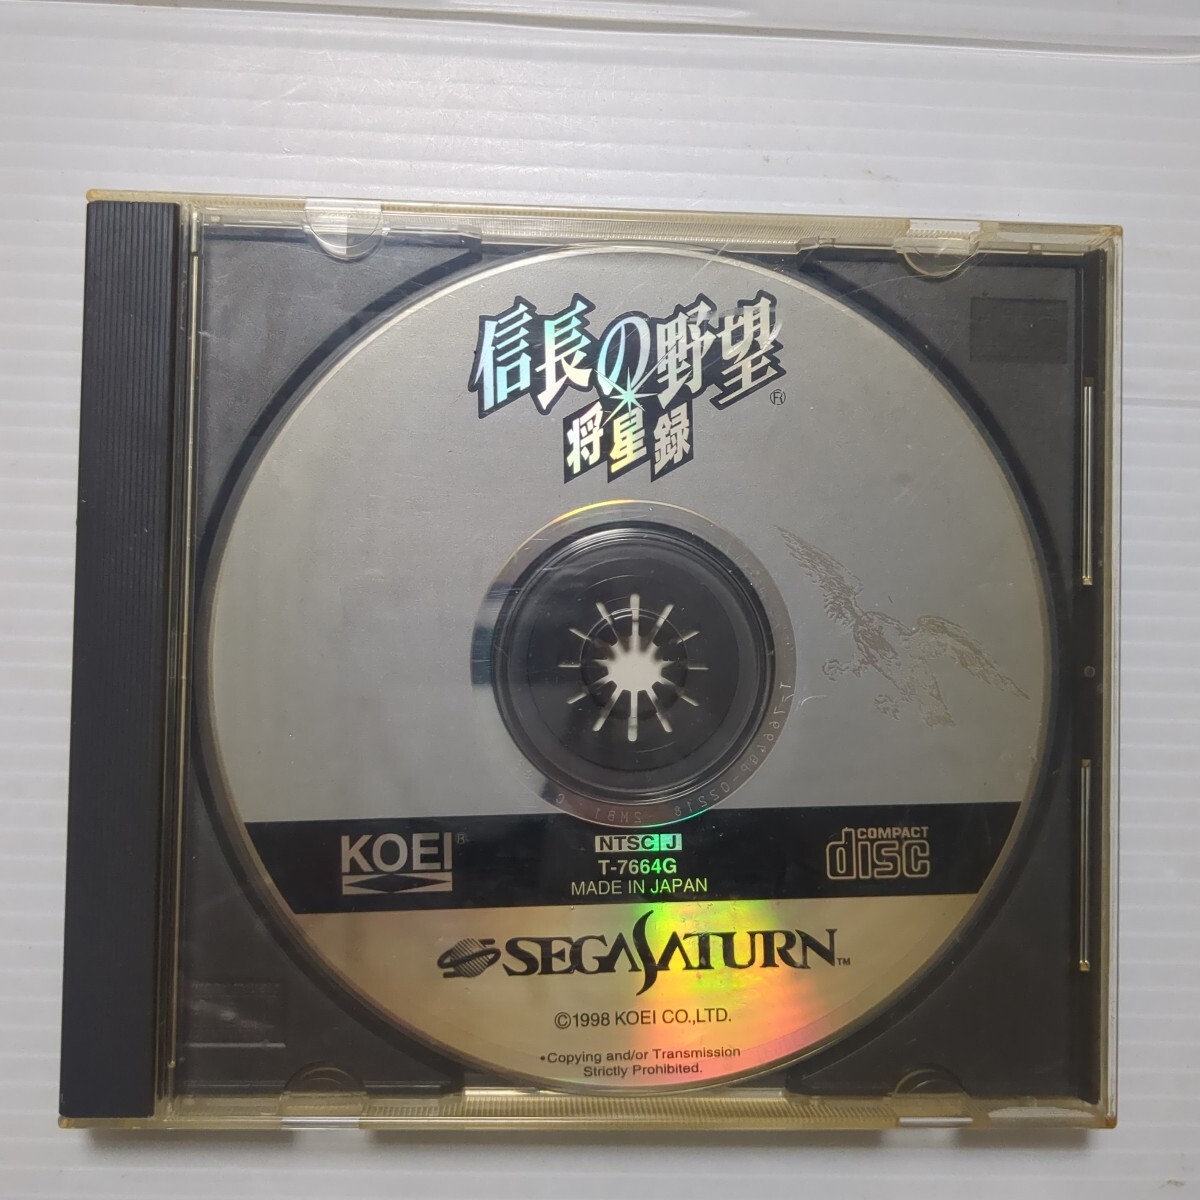 信長の野望®
将星録
KOEI®
NTSC J
T-7664G
MADE IN JAPAN
COMPACT
disc
SEGA SATURN™
©1998 KOEI CO.,LTD.
•Copying and/or Transmission
Strictly Prohibited.